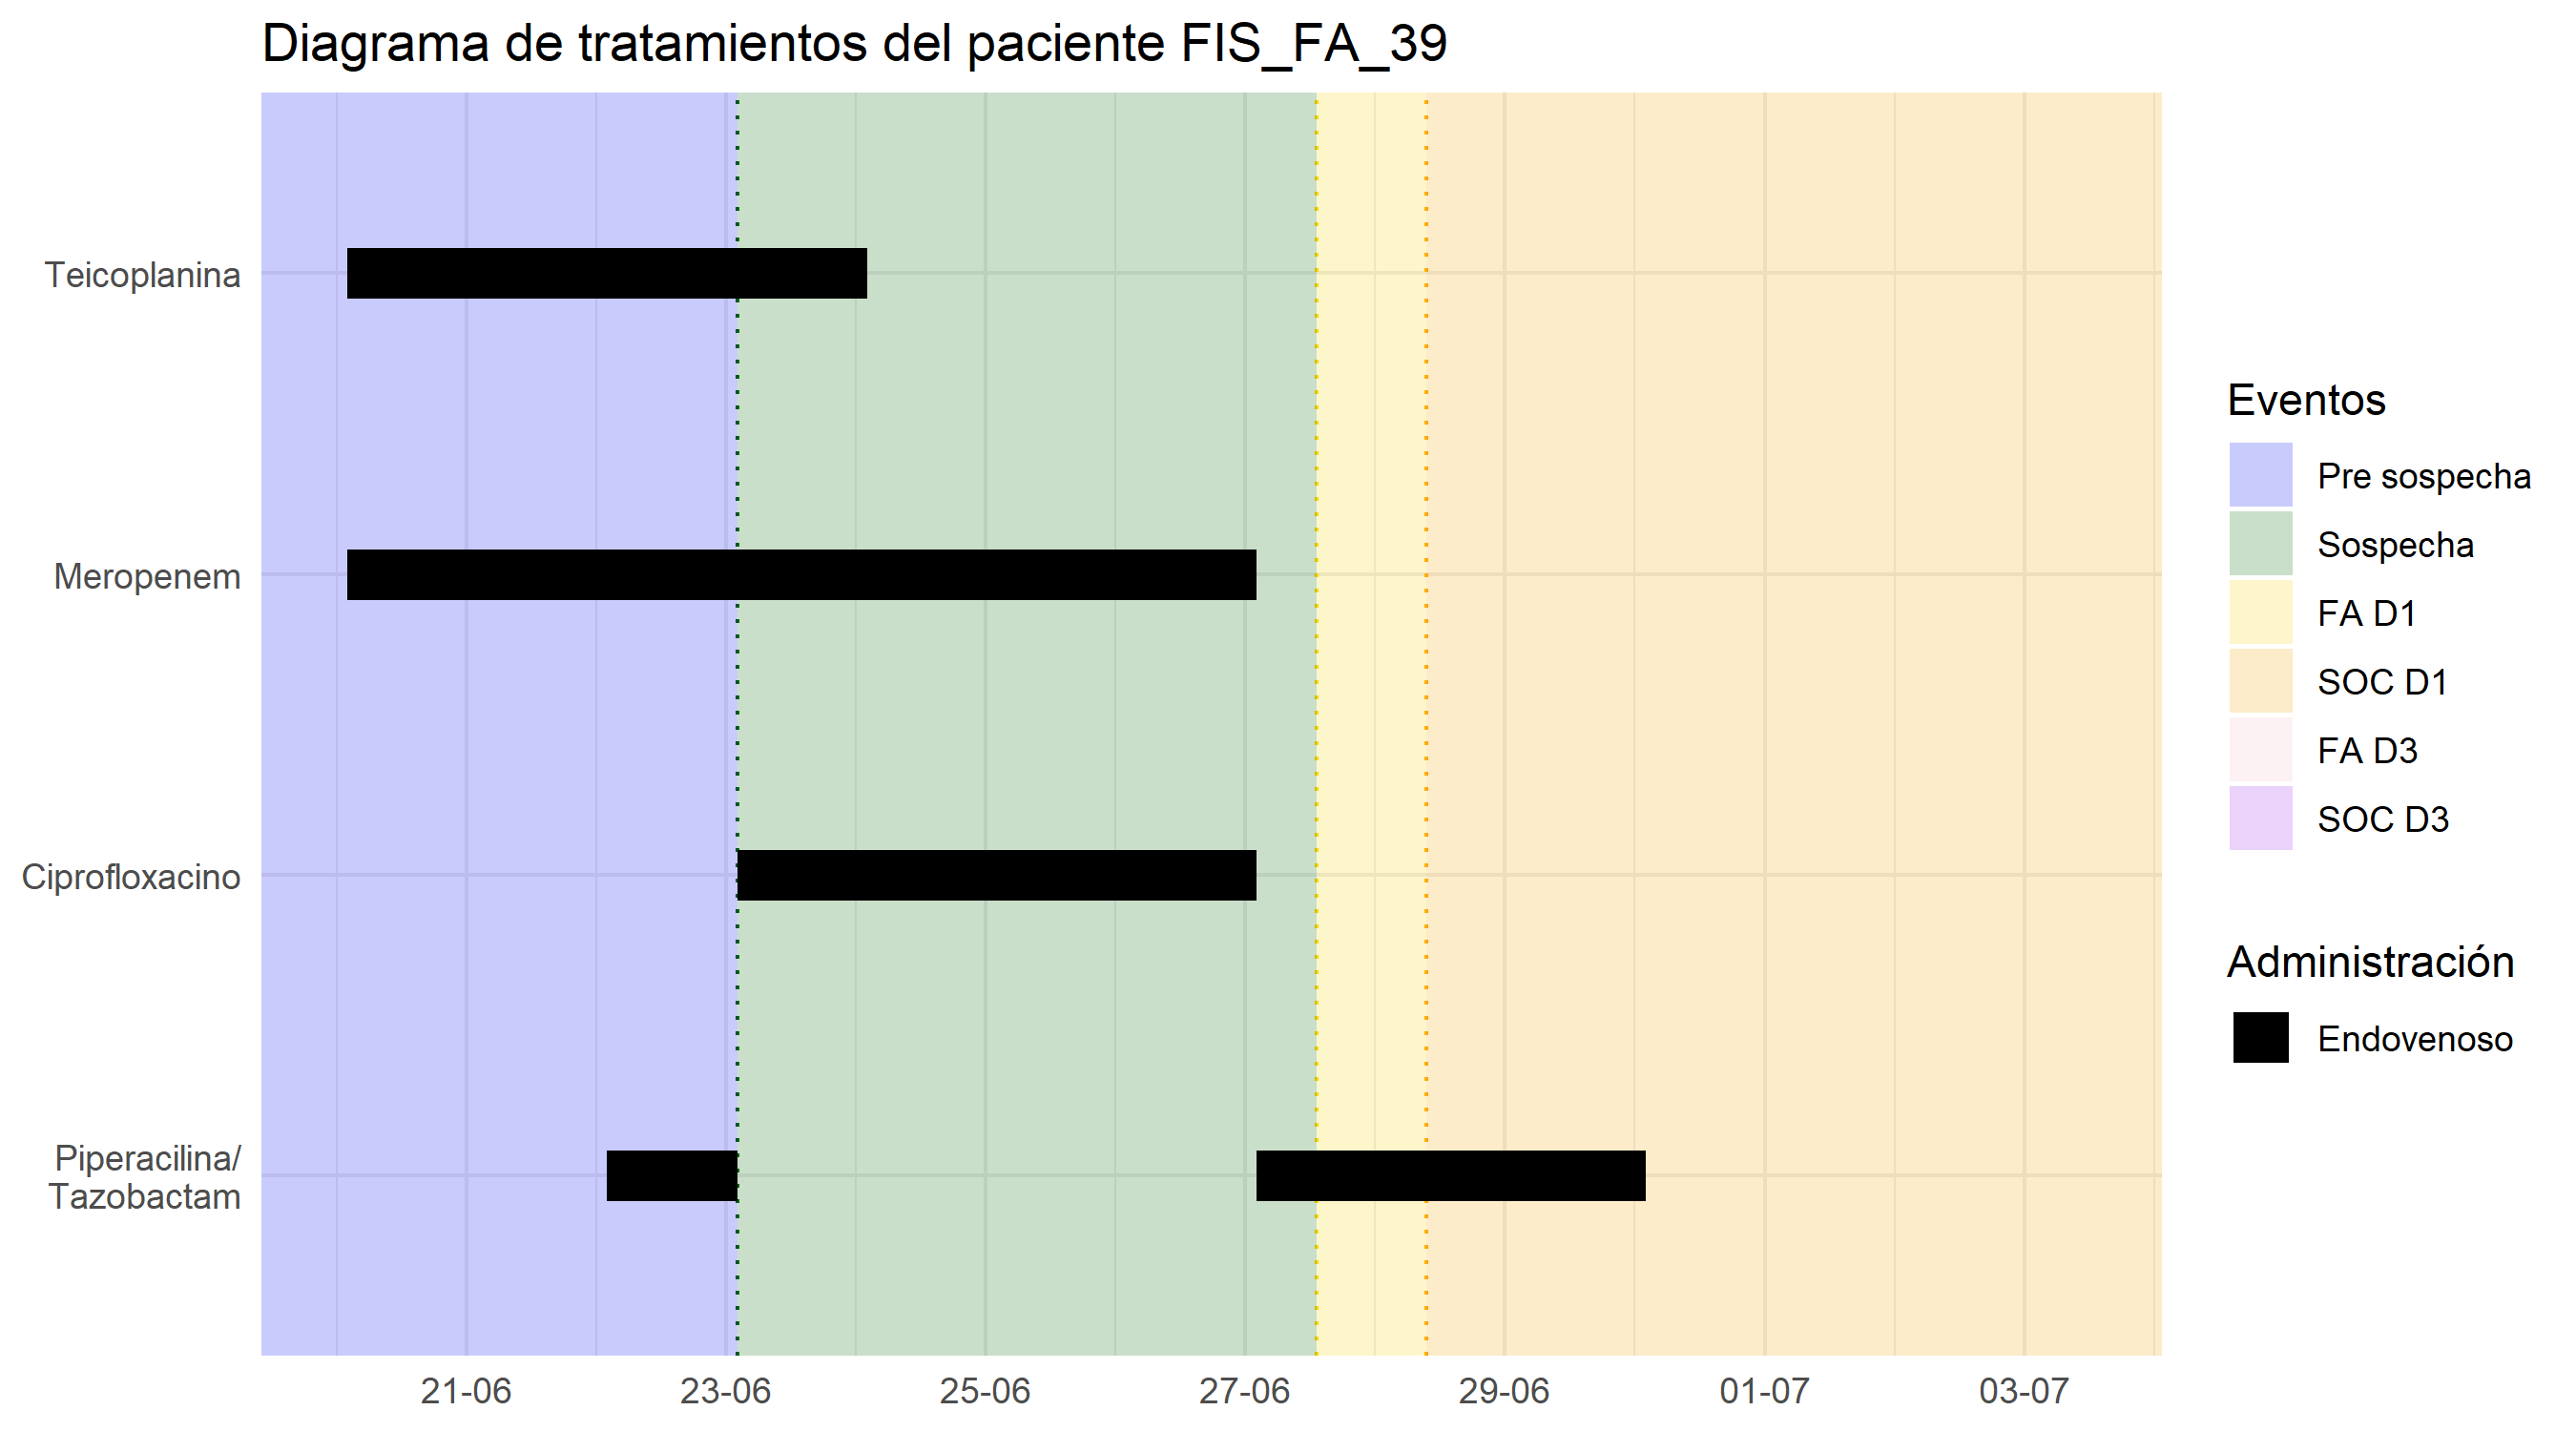 Diagrama de tratamientos del paciente FIS_FA_39
Teicoplanina
Meropenem
Ciprofloxacino
Piperacilina/
Tazobactam
21-06
23-06
25-06
27-06
29-06
01-07
03-07
Eventos
Pre sospecha
Sospecha
FA D1
SOC D1
FA D3
SOC D3
Administración
Endovenoso